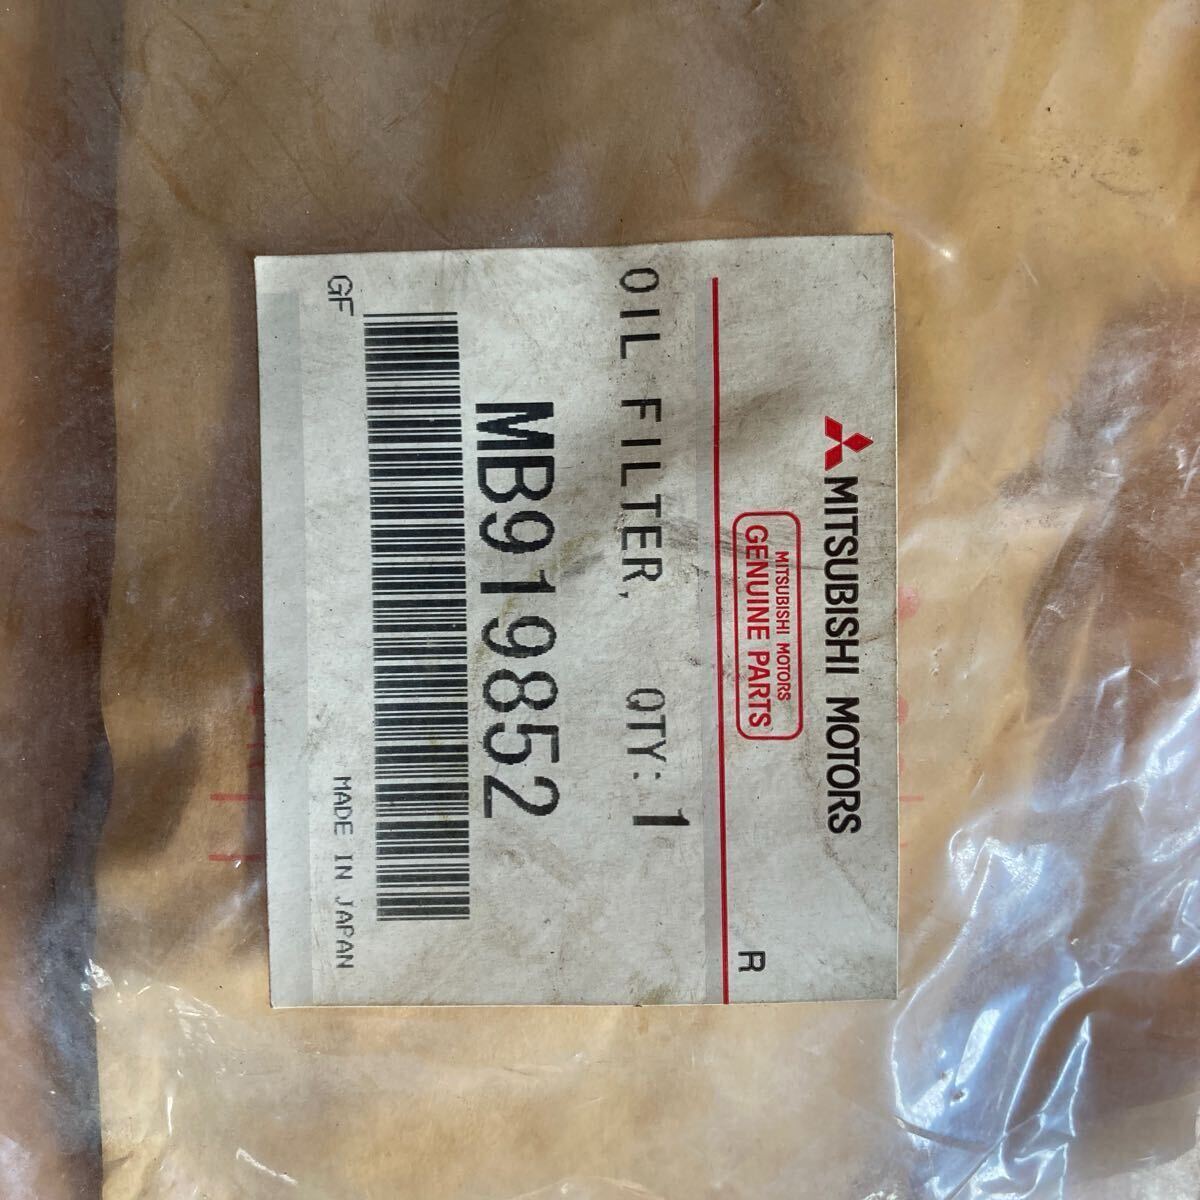 MITSUBISHI MOTORS
MITSUBISHI MOTORS
GENUINE PARTS
R
OIL FILTER, QTY: 1
MB919852
GF
MADE IN JAPAN